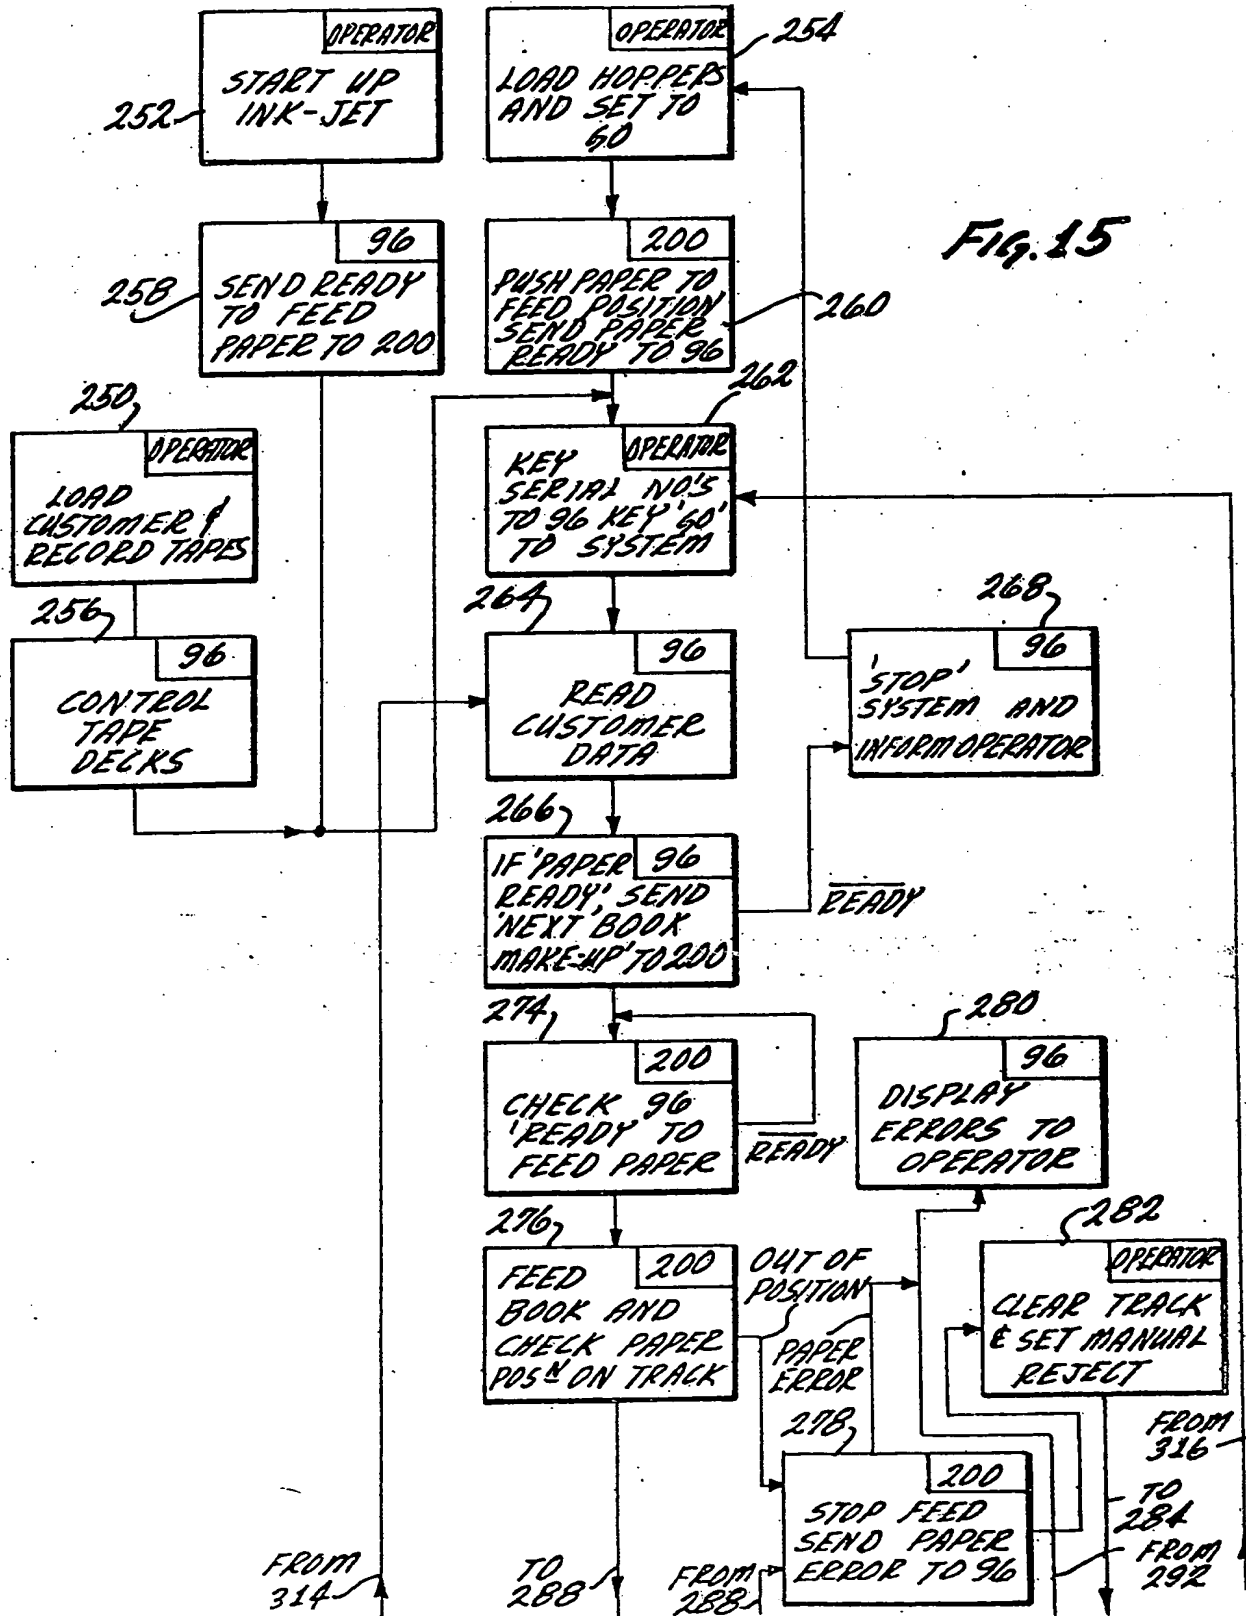 OPERATOR
START UP
INK-JET
252
OPERATOR
LOAD HOPPERS
AND SET TO
GO
254
Fig. 15
96
SEND READY
TO FEED
PAPER TO 200
258
200
PUSH PAPER TO
FEED POSITION
SEND PAPER
READY TO 96
260
250
OPERATOR
LOAD
CUSTOMER &
RECORD TAPES
262
OPERATOR
KEY
SERIAL NO'S
TO 96 KEY 'GO'
TO SYSTEM
256
96
CONTROL
TAPE
DECKS
264
96
READ
CUSTOMER
DATA
268
96
'STOP'
SYSTEM AND
INFORM OPERATOR
266
96
IF 'PAPER
READY', SEND
'NEXT' BOOK
MAKE-UP' TO 200
READY
274
200
CHECK 96
'READY' TO
FEED PAPER
READY
280
96
DISPLAY
ERRORS TO
OPERATOR
276
200
FEED
BOOK AND
CHECK PAPER
POSN ON TRACK
OUT OF
POSITION
PAPER
ERROR
282
OPERATOR
CLEAR TRACK
& SET MANUAL
REJECT
278
200
STOP FEED
SEND PAPER
ERROR TO 96
FROM
316
TO
284
FROM
292
FROM
314
TO
288
FROM
288